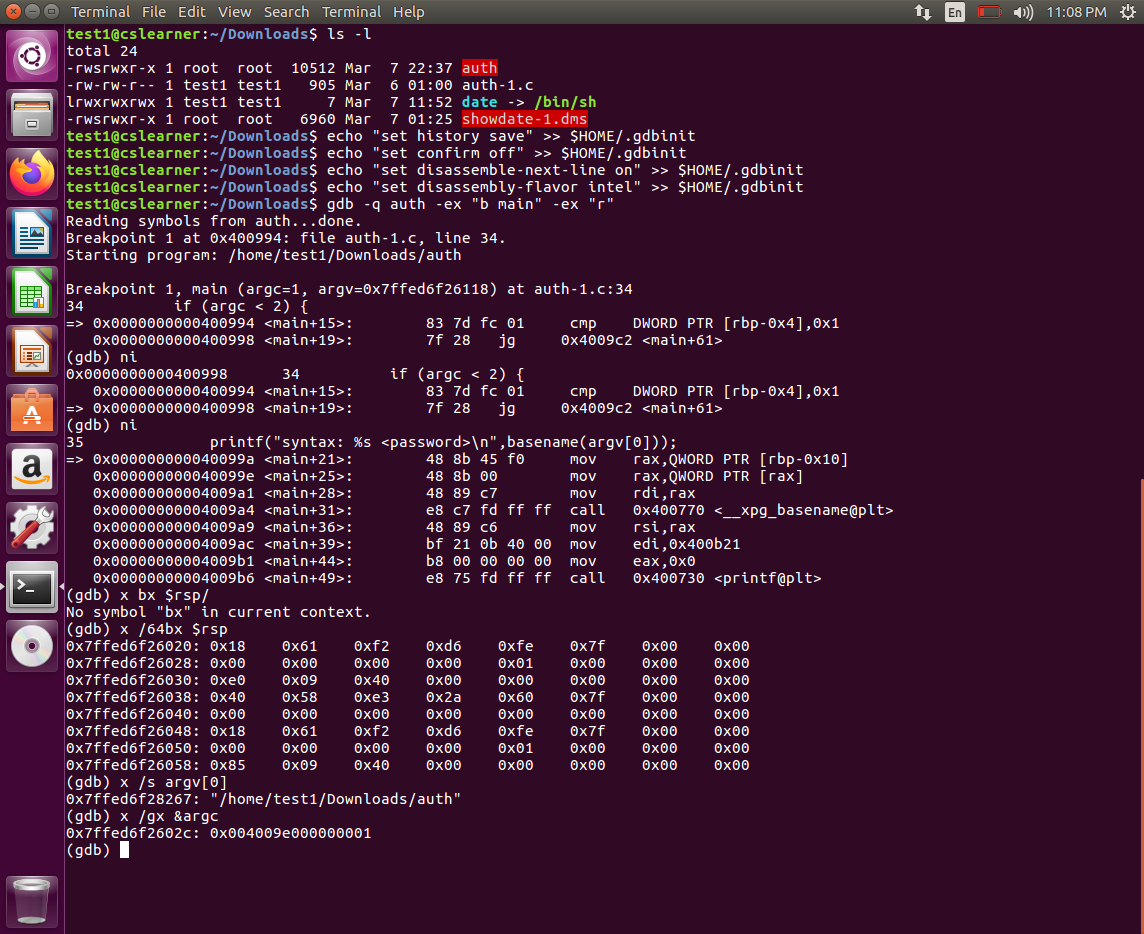 Terminal File Edit View Search Terminal Help En 11:08 PM
test1@cslearner:~/Downloads$ ls -l
total 24
-rwsrwxr-x 1 root  root  10512 Mar  7 22:37 auth
-rw-rw-r-- 1 test1 test1   905 Mar  6 01:00 auth-1.c
lrwxrwxrwx 1 test1 test1     7 Mar  7 11:52 date -> /bin/sh
-rwsrwxr-x 1 root  root   6960 Mar  7 01:25 showdate-1.dms
test1@cslearner:~/Downloads$ echo "set history save" >> $HOME/.gdbinit
test1@cslearner:~/Downloads$ echo "set confirm off" >> $HOME/.gdbinit
test1@cslearner:~/Downloads$ echo "set disassemble-next-line on" >> $HOME/.gdbinit
test1@cslearner:~/Downloads$ echo "set disassembly-flavor intel" >> $HOME/.gdbinit
test1@cslearner:~/Downloads$ gdb -q auth -ex "b main" -ex "r"
Reading symbols from auth...done.
Breakpoint 1 at 0x400994: file auth-1.c, line 34.
Starting program: /home/test1/Downloads/auth
Breakpoint 1, main (argc=1, argv=0x7ffed6f26118) at auth-1.c:34
34          if (argc < 2) {
=> 0x0000000000400994 <main+15>:        83 7d fc 01     cmp    DWORD PTR [rbp-0x4],0x1
   0x0000000000400998 <main+19>:        7f 28   jg     0x4009c2 <main+61>
(gdb) ni
0x0000000000400998      34          if (argc < 2) {
   0x0000000000400994 <main+15>:        83 7d fc 01     cmp    DWORD PTR [rbp-0x4],0x1
=> 0x0000000000400998 <main+19>:        7f 28   jg     0x4009c2 <main+61>
(gdb) ni
35              printf("syntax: %s <password>\n",basename(argv[0]));
=> 0x000000000040099a <main+21>:        48 8b 45 f0     mov    rax,QWORD PTR [rbp-0x10]
   0x000000000040099e <main+25>:        48 8b 00        mov    rax,QWORD PTR [rax]
   0x00000000004009a1 <main+28>:        48 89 c7        mov    rdi,rax
   0x00000000004009a4 <main+31>:        e8 c7 fd ff ff  call   0x400770 <__xpg_basename@plt>
   0x00000000004009a9 <main+36>:        48 89 c6        mov    rsi,rax
   0x00000000004009ac <main+39>:        bf 21 0b 40 00  mov    edi,0x400b21
   0x00000000004009b1 <main+44>:        b8 00 00 00 00  mov    eax,0x0
   0x00000000004009b6 <main+49>:        e8 75 fd ff ff  call   0x400730 <printf@plt>
(gdb) x bx $rsp/
No symbol "bx" in current context.
(gdb) x /64bx $rsp
0x7ffed6f26020: 0x18    0x61    0xf2    0xd6    0xfe    0x7f    0x00    0x00
0x7ffed6f26028: 0x00    0x00    0x00    0x00    0x01    0x00    0x00    0x00
0x7ffed6f26030: 0xe0    0x09    0x40    0x00    0x00    0x00    0x00    0x00
0x7ffed6f26038: 0x40    0x58    0xe3    0x2a    0x60    0x7f    0x00    0x00
0x7ffed6f26040: 0x00    0x00    0x00    0x00    0x00    0x00    0x00    0x00
0x7ffed6f26048: 0x18    0x61    0xf2    0xd6    0xfe    0x7f    0x00    0x00
0x7ffed6f26050: 0x00    0x00    0x00    0x00    0x01    0x00    0x00    0x00
0x7ffed6f26058: 0x85    0x09    0x40    0x00    0x00    0x00    0x00    0x00
(gdb) x /s argv[0]
0x7ffed6f28267: "/home/test1/Downloads/auth"
(gdb) x /gx &argc
0x7ffed6f2602c: 0x004009e000000001
(gdb)